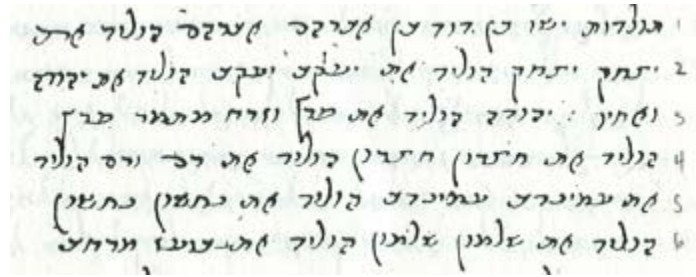 1 תולדות ישו בן דוד בן אברהם אברהם הוליד את
2 יצחק יצחק הוליד את יעקב יעקב הוליד את יהודה
3 ואחיו : יהודה הוליד את פרץ וזרח מתמר פרץ
4 הוליד את חצרון חצרון הוליד את רם ורם הוליד
5 את עמינדב עמינדב הוליד את נחשון נחשון
6 הוליד את שלמון שלמון הוליד את בועז מרחב